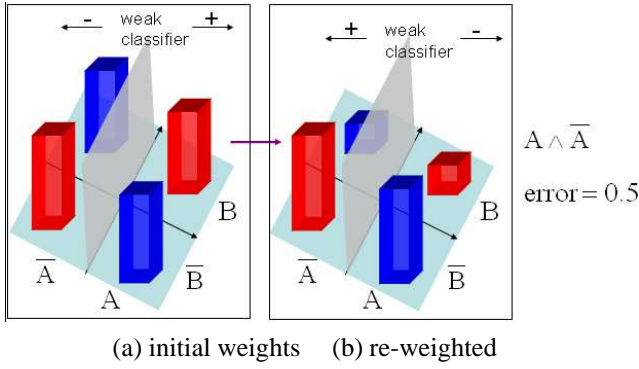 - weak classifier +
+ weak classifier -
A̅ A B̅ B
A̅ A B̅ B
A ∧ A̅
error = 0.5
(a) initial weights (b) re-weighted